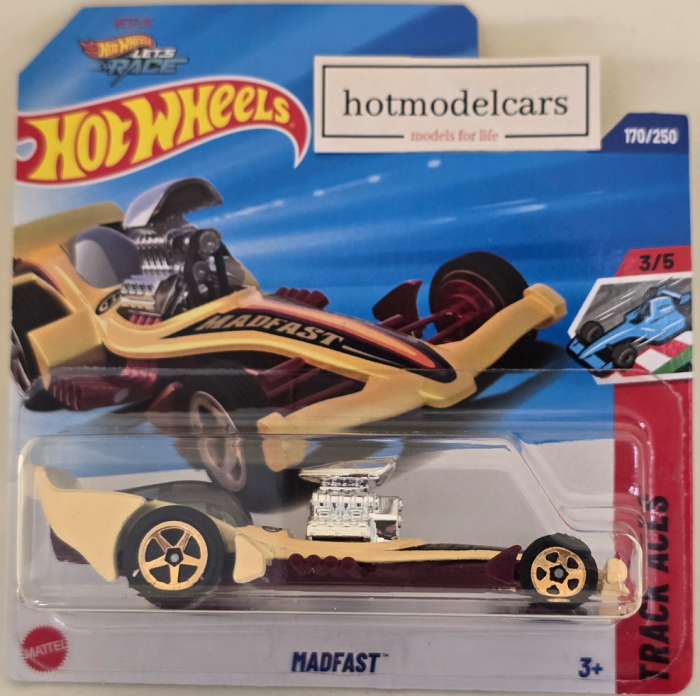 NETFLIX
HOT WHEELS
LET'S
RACE
HOT WHEELS
hotmodelcars
models for life
170/250
3/5
MADFAST
TRACK ACES
MATTEL
MADFAST™
3+